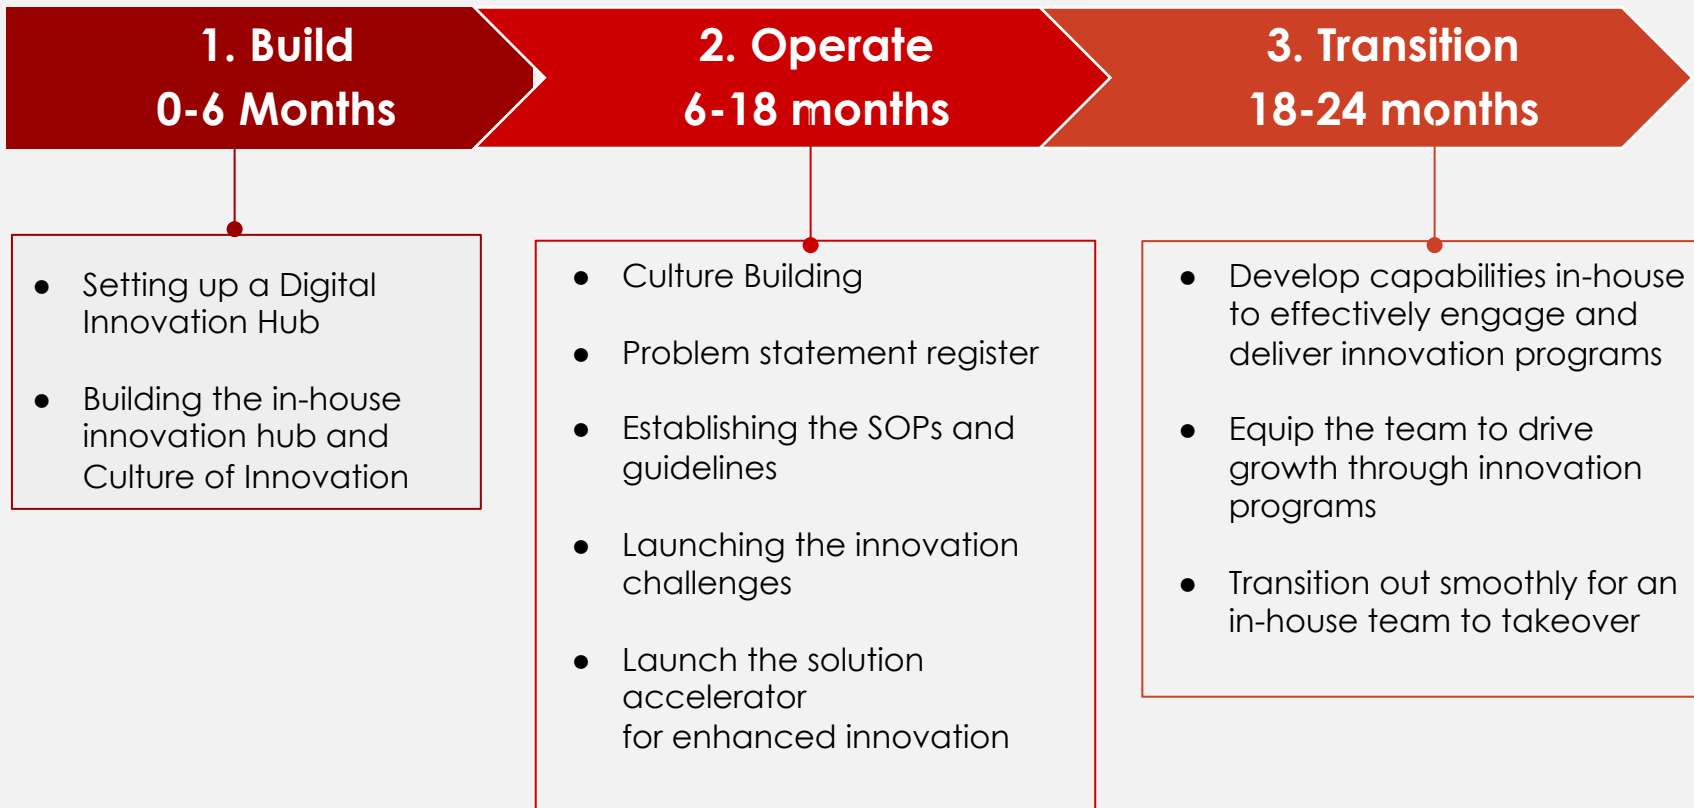 1. Build
0-6 Months
2. Operate
6-18 months
3. Transition
18-24 months
● Setting up a Digital
Innovation Hub
● Building the in-house
innovation hub and
Culture of Innovation
● Culture Building
● Problem statement register
● Establishing the SOPs and
guidelines
● Launching the innovation
challenges
● Launch the solution
accelerator
for enhanced innovation
● Develop capabilities in-house
to effectively engage and
deliver innovation programs
● Equip the team to drive
growth through innovation
programs
● Transition out smoothly for an
in-house team to takeover